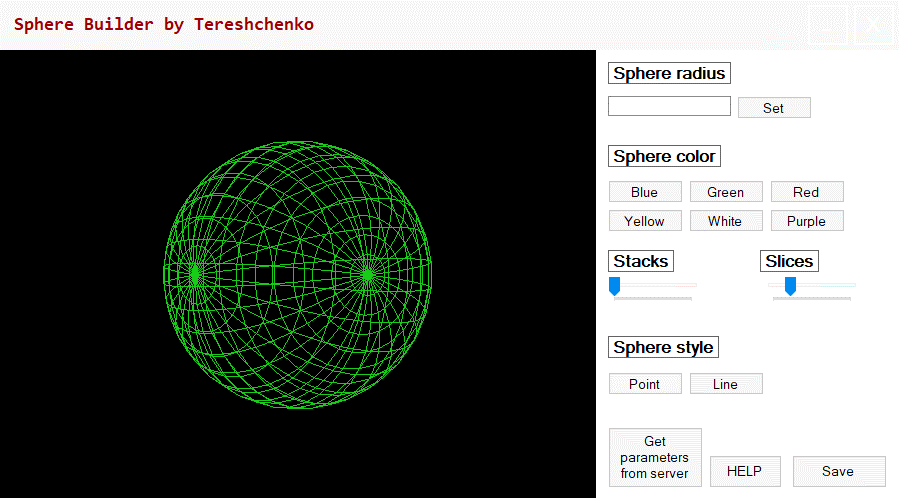 Sphere Builder by Tereshchenko
Sphere radius
Set
Sphere color
Blue Green Red
Yellow White Purple
Stacks Slices
Sphere style
Point Line
Get
parameters
from server
HELP Save